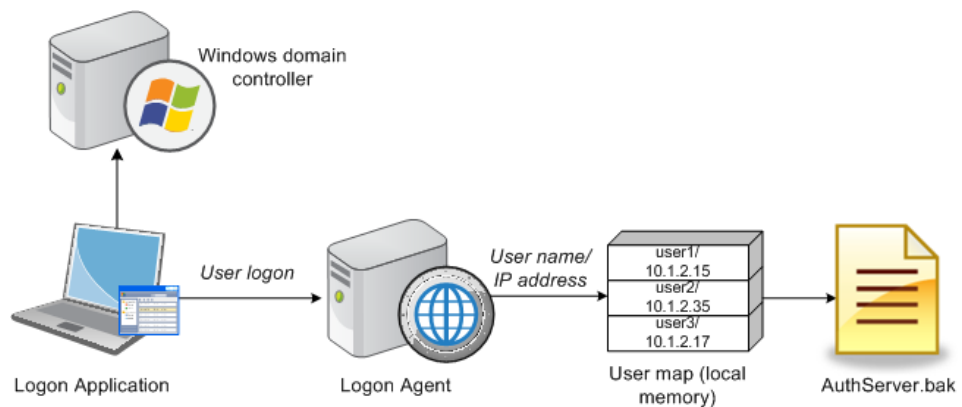 Windows domain
controller
User logon
User name/
IP address
user1/
10.1.2.15
user2/
10.1.2.35
user3/
10.1.2.17
Logon Application
Logon Agent
User map (local
memory)
AuthServer.bak